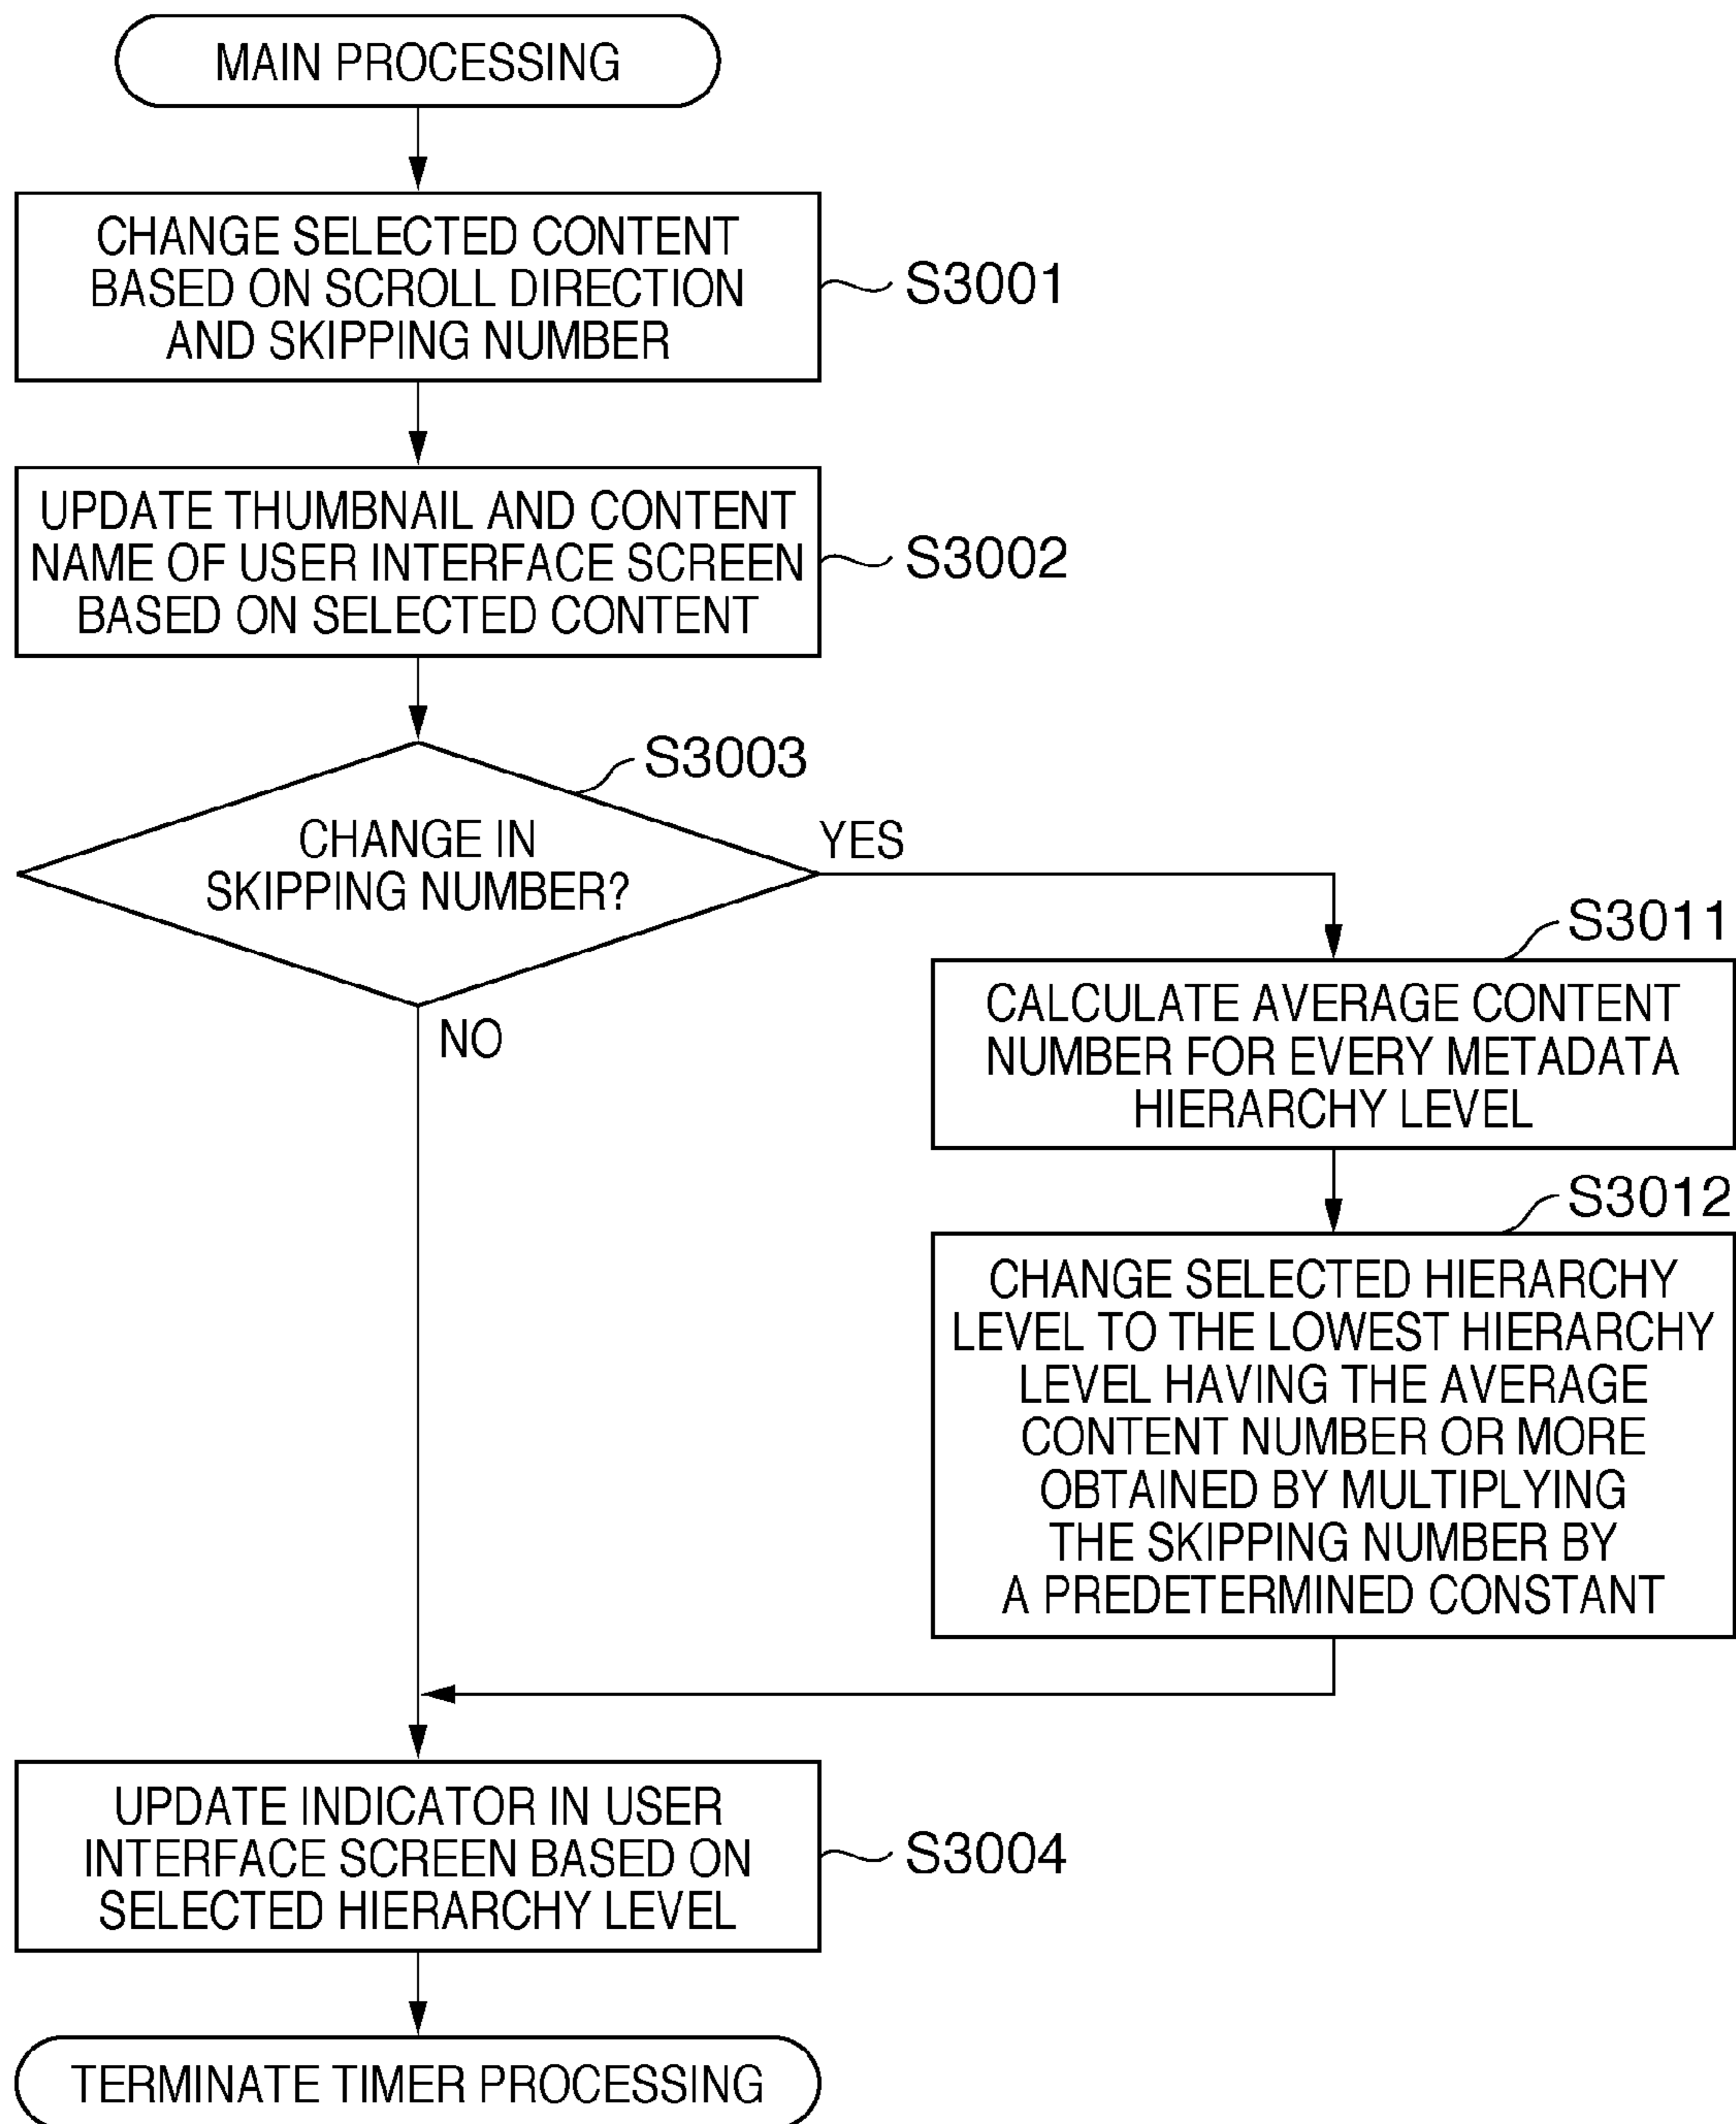 MAIN PROCESSING
CHANGE SELECTED CONTENT
BASED ON SCROLL DIRECTION
AND SKIPPING NUMBER
S3001
UPDATE THUMBNAIL AND CONTENT
NAME OF USER INTERFACE SCREEN
BASED ON SELECTED CONTENT
S3002
S3003
CHANGE IN
SKIPPING NUMBER?
YES
NO
S3011
CALCULATE AVERAGE CONTENT
NUMBER FOR EVERY METADATA
HIERARCHY LEVEL
S3012
CHANGE SELECTED HIERARCHY
LEVEL TO THE LOWEST HIERARCHY
LEVEL HAVING THE AVERAGE
CONTENT NUMBER OR MORE
OBTAINED BY MULTIPLYING
THE SKIPPING NUMBER BY
A PREDETERMINED CONSTANT
UPDATE INDICATOR IN USER
INTERFACE SCREEN BASED ON
SELECTED HIERARCHY LEVEL
S3004
TERMINATE TIMER PROCESSING